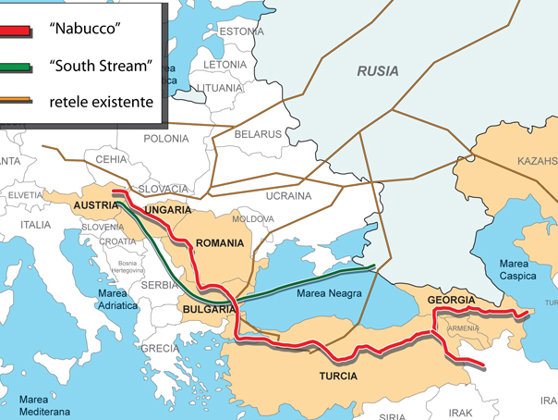 “Nabucco”
“South Stream”
retele existente
ESTONIA
LETONIA
LITUANIA
RUSIA
POLONIA
BELARUS
KAZAHS
CEHIA
SLOVACIA
UCRAINA
ELVETIA
AUSTRIA
UNGARIA
MOLDOVA
ITALIA
SLOVENIA
CROATIA
ROMANIA
Bosnia
Hertegovina
SERBIA
Marea
Adriatica
Marea Neagra
Marea
Caspica
BULGARIA
GEORGIA
ARMENIA
GRECIA
TURCIA
Marea
Mediterana
SIRIA
IRAK